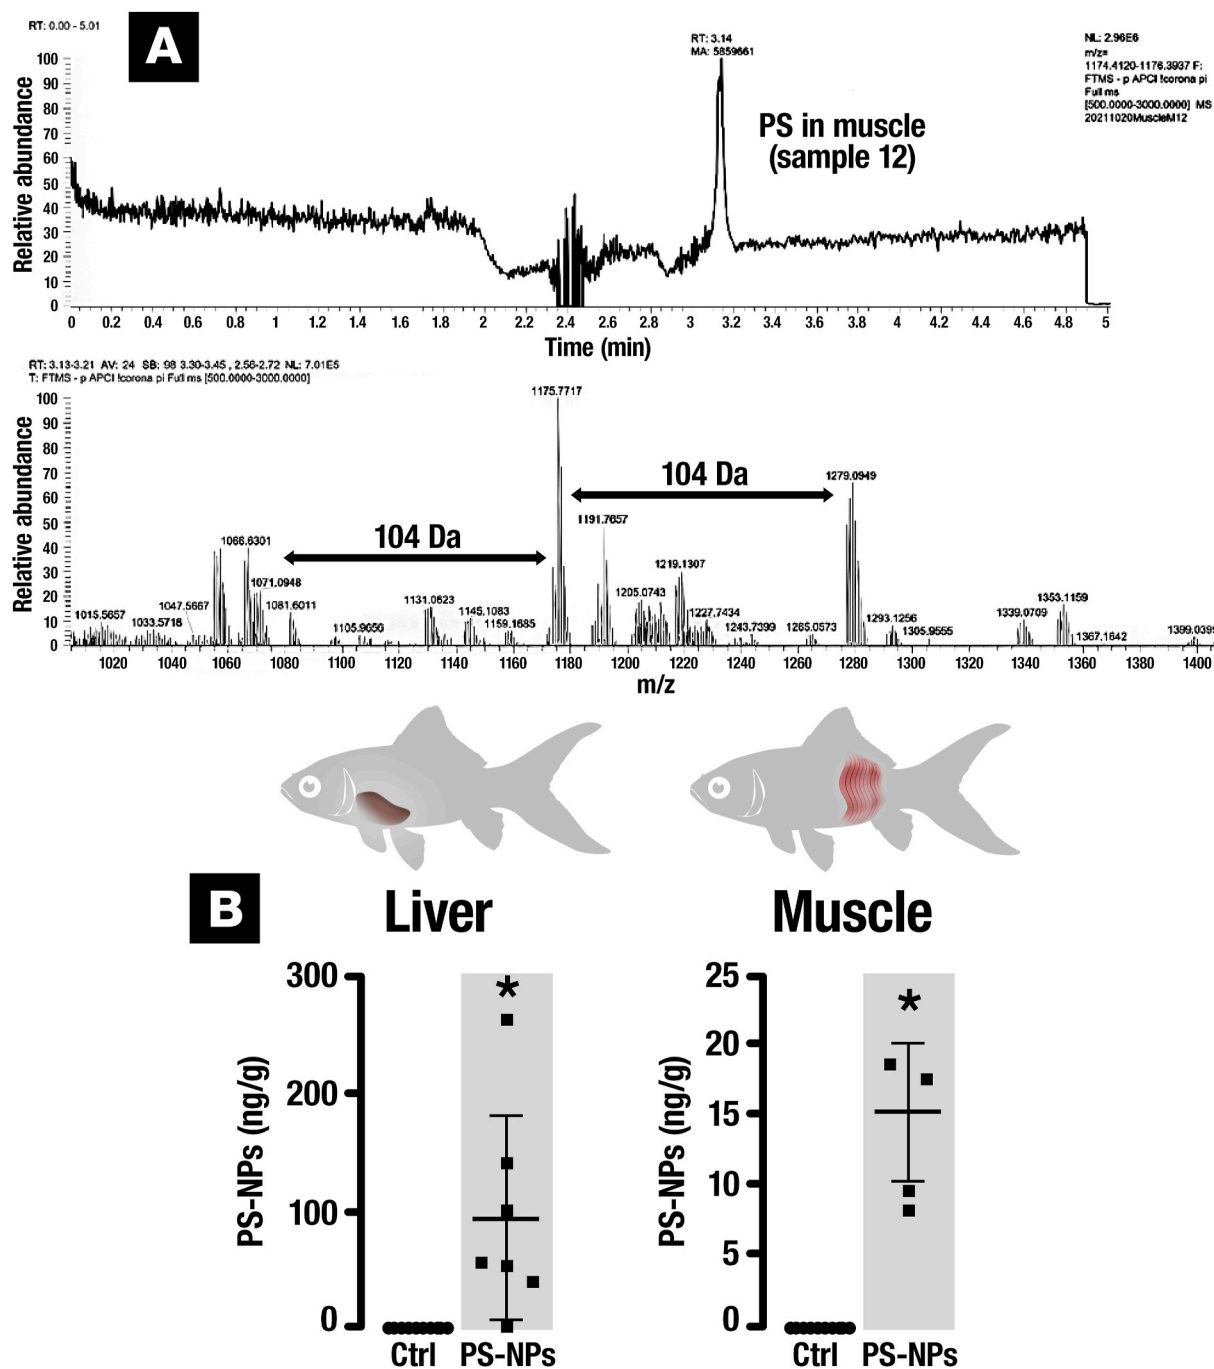 RT: 0.00 - 5.01
A
RT: 3.14
MA: 5859661
NL: 2.96E6
m/z=
1174.4120-1176.3937 F:
FTMS - p APCI !corona pi
Full ms
[500.0000-3000.0000] MS
20211020MuscleM12
PS in muscle
(sample 12)
Relative abundance
100
90
80
70
60
50
40
30
20
10
0
0 0.2 0.4 0.6 0.8 1 1.2 1.4 1.6 1.8 2 2.2 2.4 2.6 2.8 3 3.2 3.4 3.6 3.8 4 4.2 4.4 4.6 4.8 5
Time (min)
RT: 3.13-3.21 AV: 24 SB: 98 3.30-3.45 , 2.56-2.72 NL: 7.01E5
T: FTMS - p APCI !corona pi Full ms [500.0000-3000.0000]
Relative abundance
100
90
80
70
60
50
40
30
20
10
0
1175.7717
104 Da
1279.0949
1191.7657
104 Da
1066.6301
1219.1307
1071.0948
1047.5667
1081.6011
1131.0623
1205.0743
1353.1159
1015.5657
1033.5718
1105.9650
1145.1083
1159.1685
1227.7434
1243.7399
1265.0573
1293.1256
1305.9555
1339.0709
1367.1642
1399.0399
1020 1040 1060 1080 1100 1120 1140 1160 1180 1200 1220 1240 1260 1280 1300 1320 1340 1360 1380 1400
m/z
B
Liver
Muscle
PS-NPs (ng/g)
300
200
100
0
*
Ctrl PS-NPs
PS-NPs (ng/g)
25
20
15
10
5
0
*
Ctrl PS-NPs